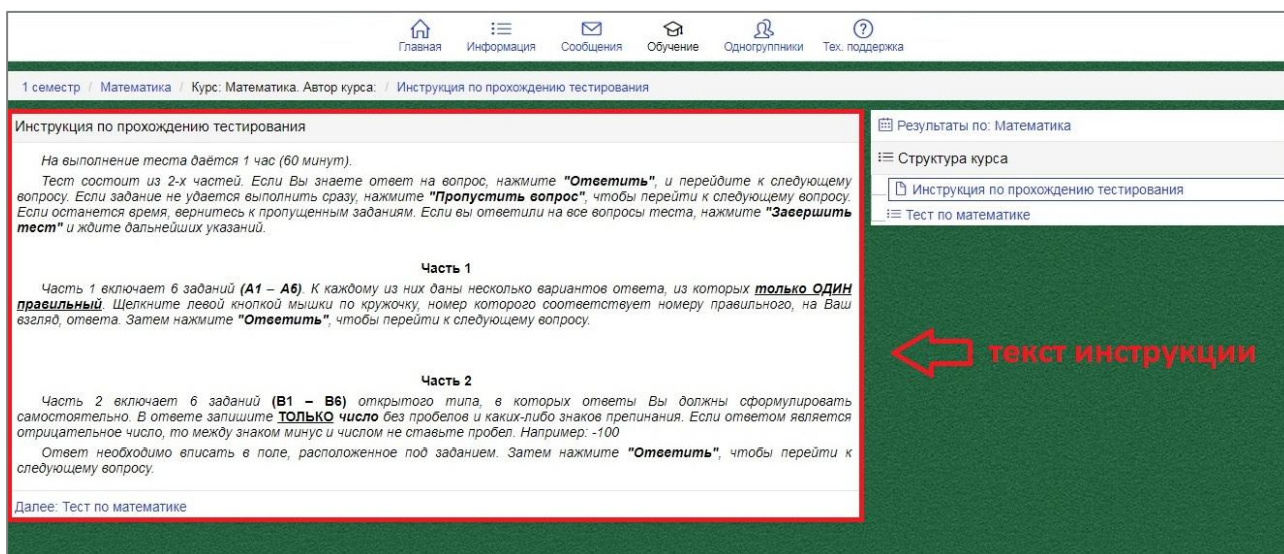 Главная Информация Сообщения Обучение Одногруппники Тех. поддержка
1 семестр / Математика / Курс: Математика. Автор курса: / Инструкция по прохождению тестирования
Инструкция по прохождению тестирования
На выполнение теста даётся 1 час (60 минут).
Тест состоит из 2-х частей. Если Вы знаете ответ на вопрос, нажмите "Ответить", и перейдите к следующему
вопросу. Если задание не удается выполнить сразу, нажмите "Пропустить вопрос", чтобы перейти к следующему вопросу.
Если останется время, вернитесь к пропущенным заданиям. Если вы ответили на все вопросы теста, нажмите "Завершить
тест" и ждите дальнейших указаний.
Часть 1
Часть 1 включает 6 заданий (А1 – А6). К каждому из них даны несколько вариантов ответа, из которых только ОДИН
правильный. Щелкните левой кнопкой мышки по кружочку, номер которого соответствует номеру правильного, на Ваш
взгляд, ответа. Затем нажмите "Ответить", чтобы перейти к следующему вопросу.
Часть 2
Часть 2 включает 6 заданий (В1 – В6) открытого типа, в которых ответы Вы должны сформулировать
самостоятельно. В ответе запишите ТОЛЬКО число без пробелов и каких-либо знаков препинания. Если ответом является
отрицательное число, то между знаком минус и числом не ставьте пробел. Например: -100
Ответ необходимо вписать в поле, расположенное под заданием. Затем нажмите "Ответить", чтобы перейти к
следующему вопросу.
Далее: Тест по математике
Результаты по: Математика
Структура курса
Инструкция по прохождению тестирования
Тест по математике
текст инструкции